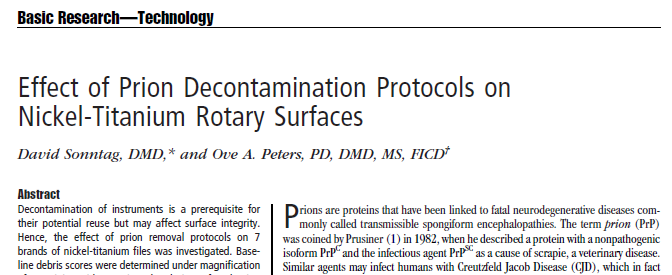 Basic Research—Technology
Effect of Prion Decontamination Protocols on
Nickel-Titanium Rotary Surfaces
David Sonntag, DMD,* and Ove A. Peters, PD, DMD, MS, FICD†
Abstract
Decontamination of instruments is a prerequisite for
their potential reuse but may affect surface integrity.
Hence, the effect of prion removal protocols on 7
brands of nickel-titanium files was investigated. Base-
line debris scores were determined under magnification
Prions are proteins that have been linked to fatal neurodegenerative diseases com-
monly called transmissible spongiform encephalopathies. The term prion (PrP)
was coined by Prusiner (1) in 1982, when he described a protein with a nonpathogenic
isoform PrPC and the infectious agent PrPSC as a cause of scrapie, a veterinary disease.
Similar agents may infect humans with Creutzfeld Jacob Disease (CJD), which in fact